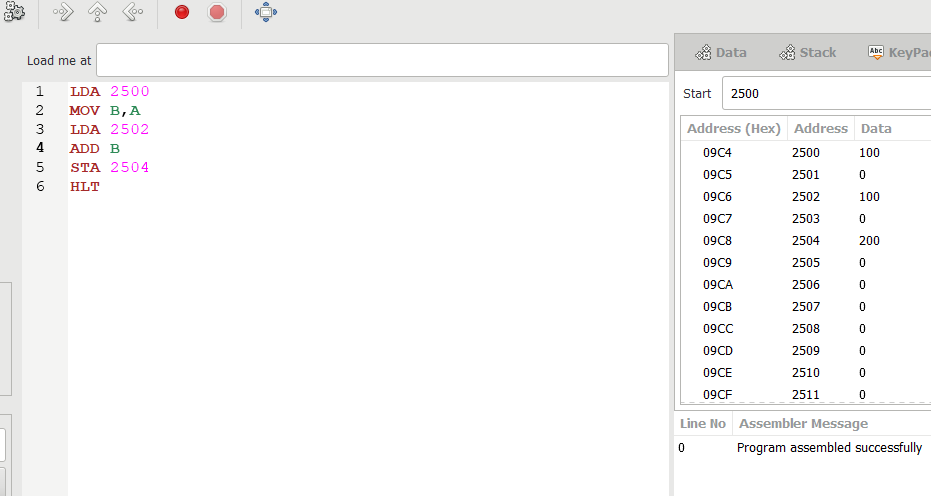 Load me at
1 LDA 2500
2 MOV B,A
3 LDA 2502
4 ADD B
5 STA 2504
6 HLT
Data Stack Abc KeyPa
Start 2500
Address (Hex) Address Data
09C4 2500 100
09C5 2501 0
09C6 2502 100
09C7 2503 0
09C8 2504 200
09C9 2505 0
09CA 2506 0
09CB 2507 0
09CC 2508 0
09CD 2509 0
09CE 2510 0
09CF 2511 0
Line No Assembler Message
0 Program assembled successfully